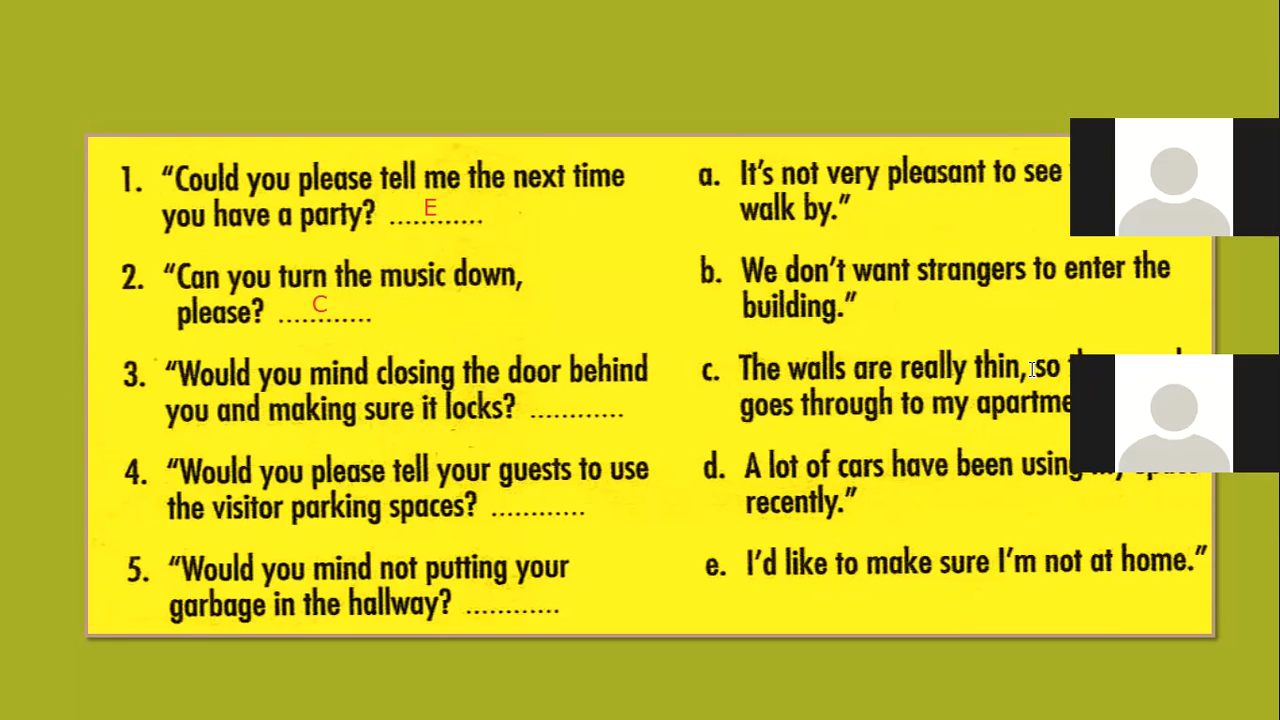 1. “Could you please tell me the next time
you have a party? ............
E
2. “Can you turn the music down,
please? ............
C
3. “Would you mind closing the door behind
you and making sure it locks? ............
4. “Would you please tell your guests to use
the visitor parking spaces? ............
5. “Would you mind not putting your
garbage in the hallway? ............
a. It’s not very pleasant to see
walk by.”
b. We don’t want strangers to enter the
building.”
c. The walls are really thin, so
goes through to my
d. A lot of cars have been using
recently.”
e. I’d like to make sure I’m not at home.”